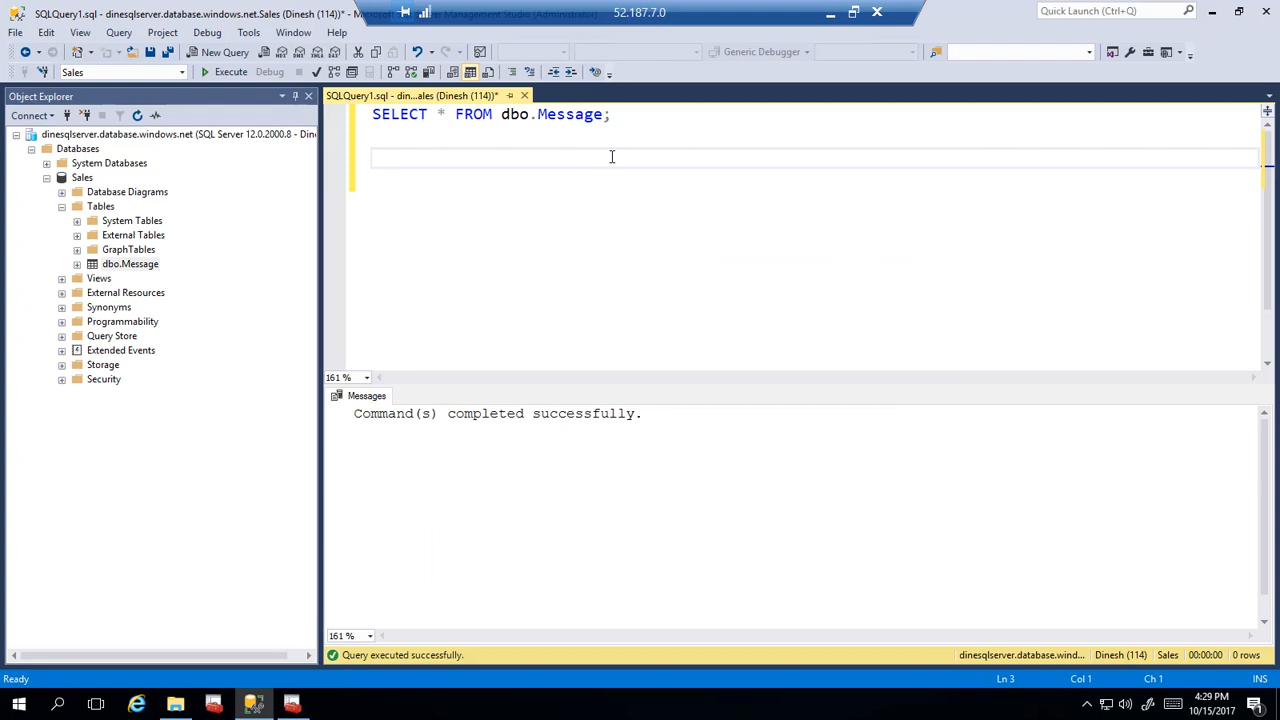 SQLQuery1.sql - dinesqlserver.database.windows.net.Sales (Dinesh (114))* - Microsoft SQL Server Management Studio (Administrator)
52.187.7.0
Quick Launch (Ctrl+Q)
File Edit View Query Project Debug Tools Window Help
New Query
Generic Debugger
Sales
Execute Debug
Object Explorer
SQLQuery1.sql - din...ales (Dinesh (114))*
Connect
SELECT * FROM dbo.Message;
dinesqlserver.database.windows.net (SQL Server 12.0.2000.8 - Din
Databases
System Databases
Sales
Database Diagrams
Tables
System Tables
External Tables
GraphTables
dbo.Message
Views
External Resources
Synonyms
Programmability
Query Store
Extended Events
Storage
Security
161 %
Messages
Command(s) completed successfully.
161 %
Query executed successfully.
dinesqlserver.database.wind... Dinesh (114) Sales 00:00:00 0 rows
Ready
Ln 3 Col 1 Ch 1 INS
4:29 PM
10/15/2017